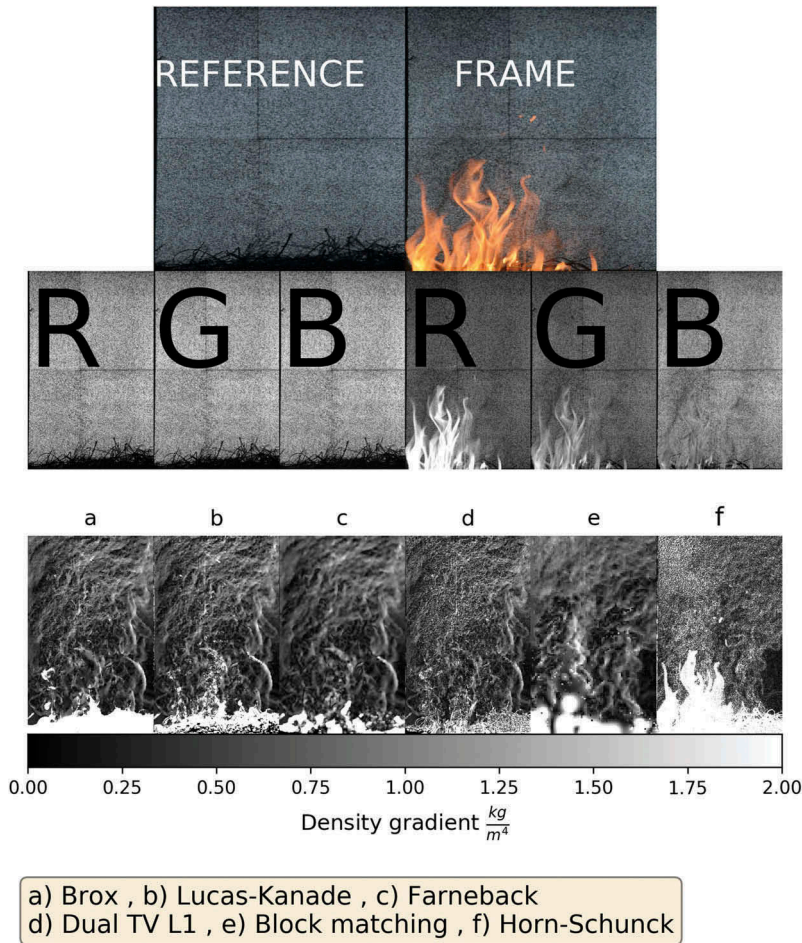 REFERENCE FRAME
R G B R G B
a b c d e f
0.00 0.25 0.50 0.75 1.00 1.25 1.50 1.75 2.00
Density gradient kg/m⁴
a) Brox , b) Lucas-Kanade , c) Farneback
d) Dual TV L1 , e) Block matching , f) Horn-Schunck